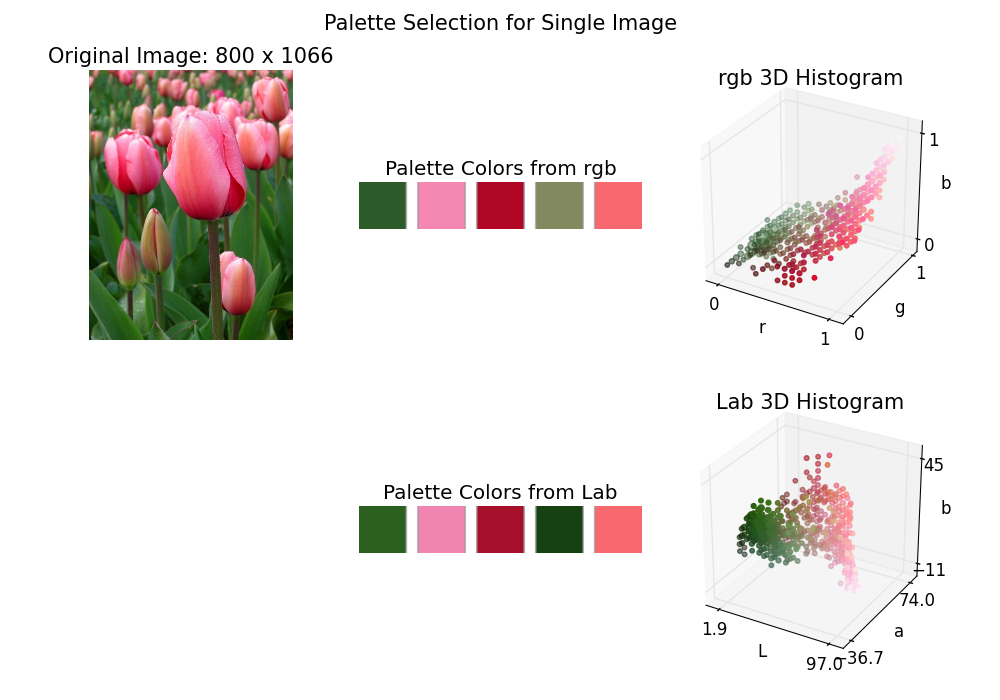 Palette Selection for Single Image
Original Image: 800 x 1066
rgb 3D Histogram
Palette Colors from rgb
1
b
0
1
g
0
0
r
1
Lab 3D Histogram
Palette Colors from Lab
45
b
−11
74.0
a
−36.7
1.9
L
97.0